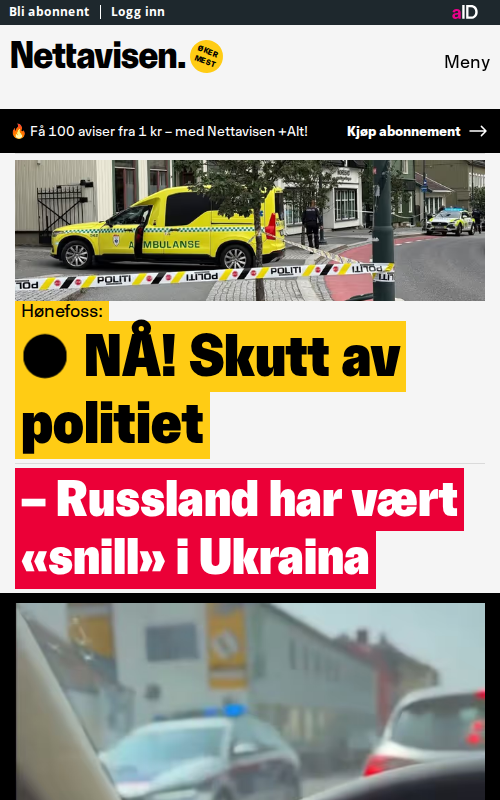 Bli abonnent | Logg inn
aID
Nettavisen.
ØKER
MEST
Meny
🔥 Få 100 aviser fra 1 kr – med Nettavisen +Alt!
Kjøp abonnement →
AMBULANSE
POLITI POLITI POLITI POLITI POLITI
Hønefoss:
● NÅ! Skutt av
politiet
– Russland har vært
«snill» i Ukraina